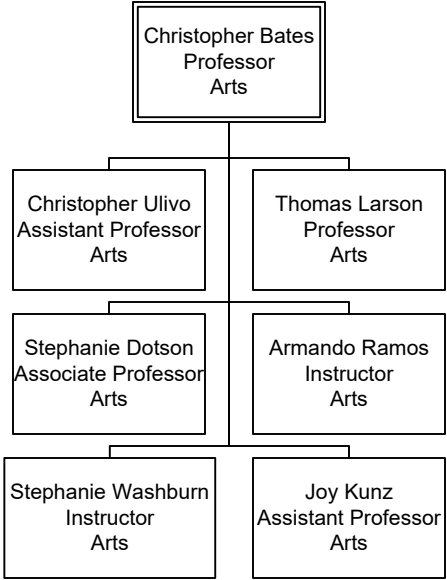 Christopher Bates
Professor
Arts
Christopher Ulivo
Assistant Professor
Arts
Thomas Larson
Professor
Arts
Stephanie Dotson
Associate Professor
Arts
Armando Ramos
Instructor
Arts
Stephanie Washburn
Instructor
Arts
Joy Kunz
Assistant Professor
Arts